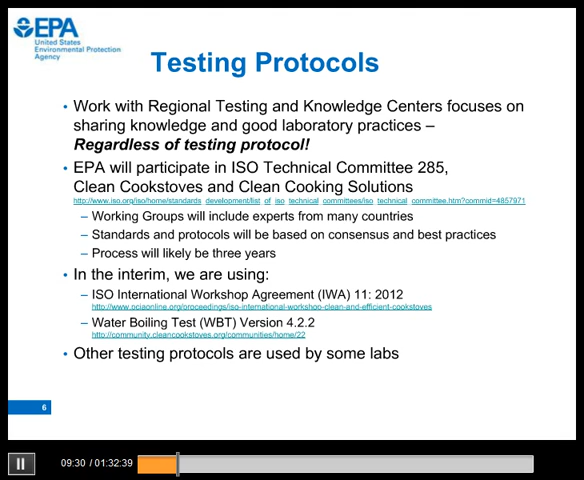 EPA
United States
Environmental Protection
Agency
Testing Protocols
• Work with Regional Testing and Knowledge Centers focuses on
sharing knowledge and good laboratory practices –
Regardless of testing protocol!
• EPA will participate in ISO Technical Committee 285,
Clean Cookstoves and Clean Cooking Solutions
http://www.iso.org/iso/home/standards_development/list_of_iso_technical_committees/iso_technical_committee.htm?commid=4857971
– Working Groups will include experts from many countries
– Standards and protocols will be based on consensus and best practices
– Process will likely be three years
• In the interim, we are using:
– ISO International Workshop Agreement (IWA) 11: 2012
http://www.pciaonline.org/proceedings/iso-international-workshop-clean-and-efficient-cookstoves
– Water Boiling Test (WBT) Version 4.2.2
http://community.cleancookstoves.org/communities/home/22
• Other testing protocols are used by some labs
6
09:30 / 01:32:39